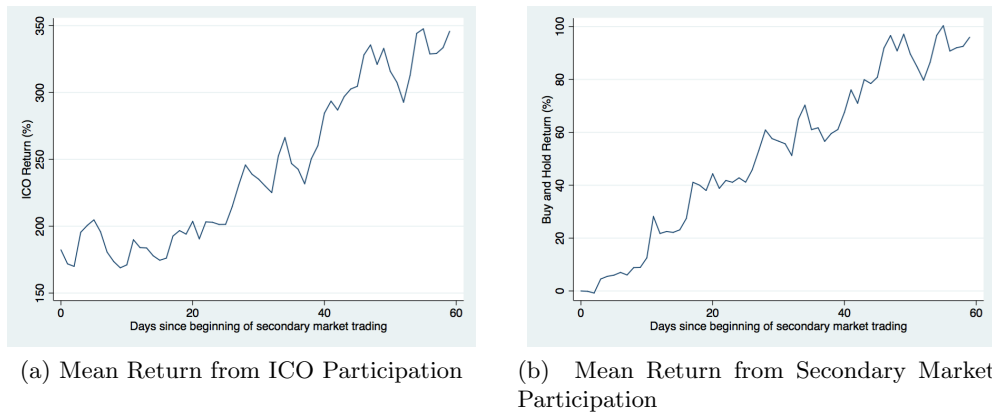 350
300
250
200
150
ICO Return (%)
0
20
40
60
Days since beginning of secondary market trading
(a) Mean Return from ICO Participation
100
80
60
40
20
0
Buy and Hold Return (%)
0
20
40
60
Days since beginning of secondary market trading
(b) Mean Return from Secondary Market
Participation